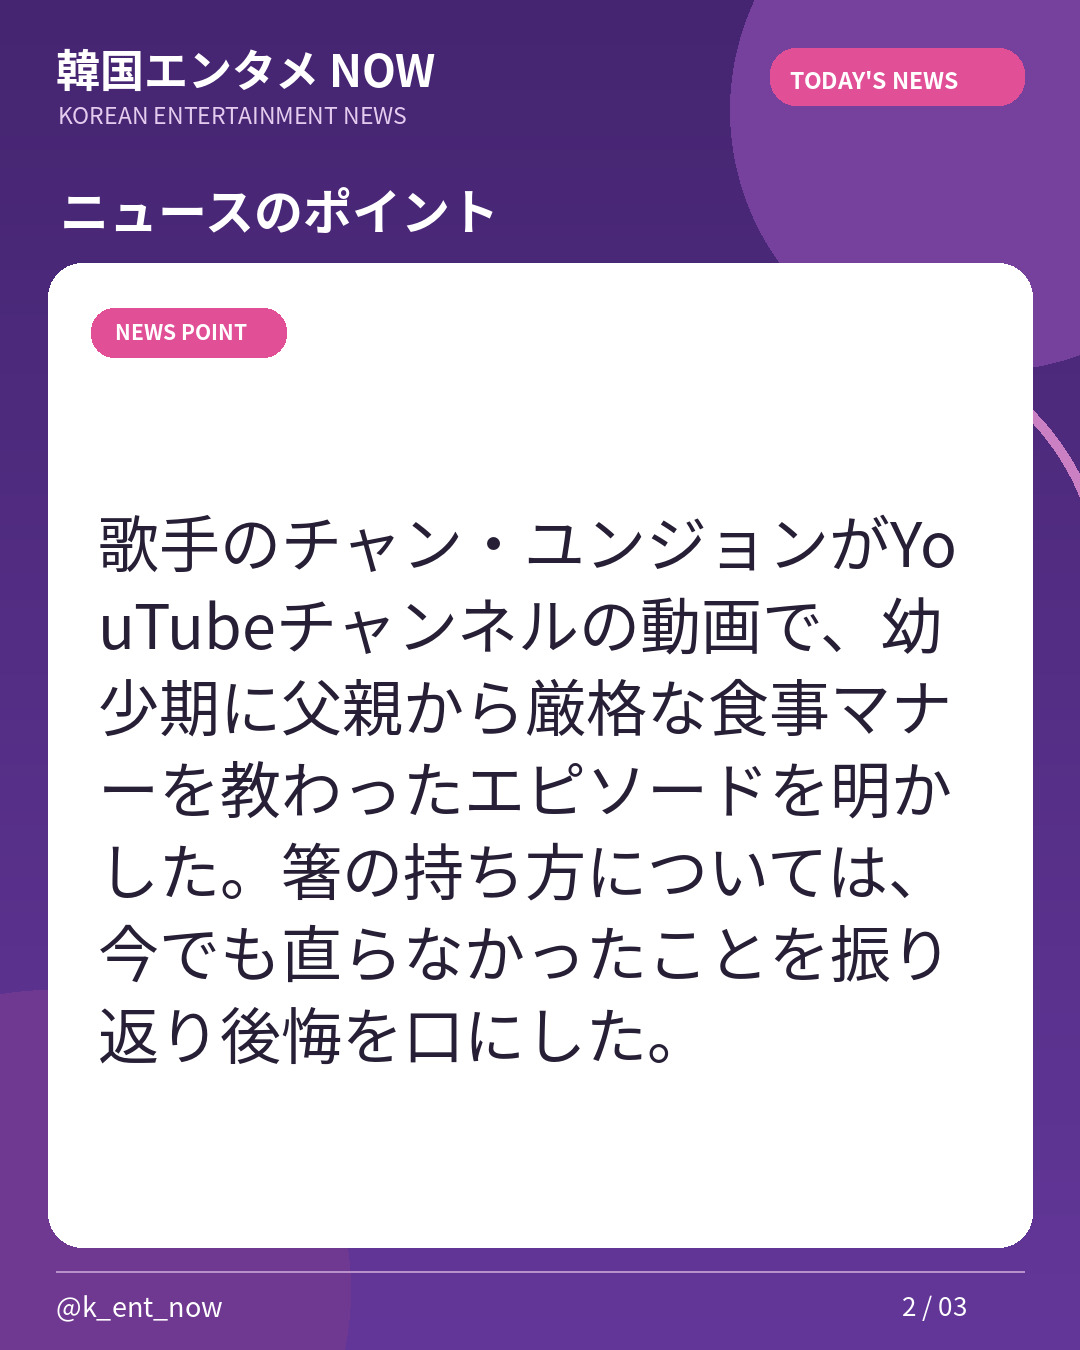 韓国エンタメ NOW
KOREAN ENTERTAINMENT NEWS
TODAY'S NEWS
ニュースのポイント
NEWS POINT
歌手のチャン・ユンジョンがYo
uTubeチャンネルの動画で、幼
少期に父親から厳格な食事マナ
ーを教わったエピソードを明か
した。箸の持ち方については、
今でも直らなかったことを振り
返り後悔を口にした。
@k_ent_now
2 / 03